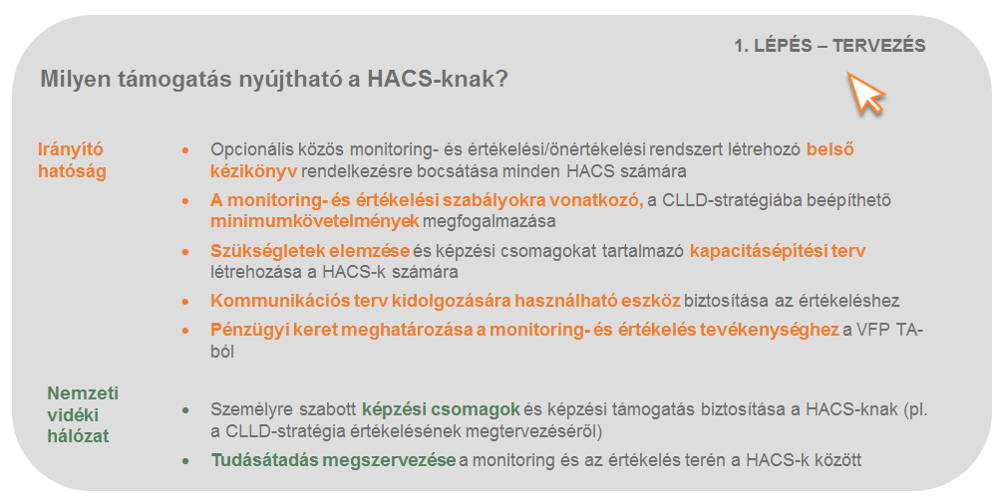 1. LÉPÉS – TERVEZÉS
Milyen támogatás nyújtható a HACS-knak?
Irányító
hatóság
• Opcionális közös monitoring- és értékelési/önértékelési rendszert létrehozó belső
kézikönyv rendelkezésre bocsátása minden HACS számára
• A monitoring- és értékelési szabályokra vonatkozó, a CLLD-stratégiába beépíthető
minimumkövetelmények megfogalmazása
• Szükségletek elemzése és képzési csomagokat tartalmazó kapacitásépítési terv
létrehozása a HACS-k számára
• Kommunikációs terv kidolgozására használható eszköz biztosítása az értékeléshez
• Pénzügyi keret meghatározása a monitoring- és értékelés tevékenységhez a VFP TA-
ból
Nemzeti
vidéki
hálózat
• Személyre szabott képzési csomagok és képzési támogatás biztosítása a HACS-knak (pl.
a CLLD-stratégia értékelésének megtervezéséről)
• Tudásátadás megszervezése a monitoring és az értékelés terén a HACS-k között